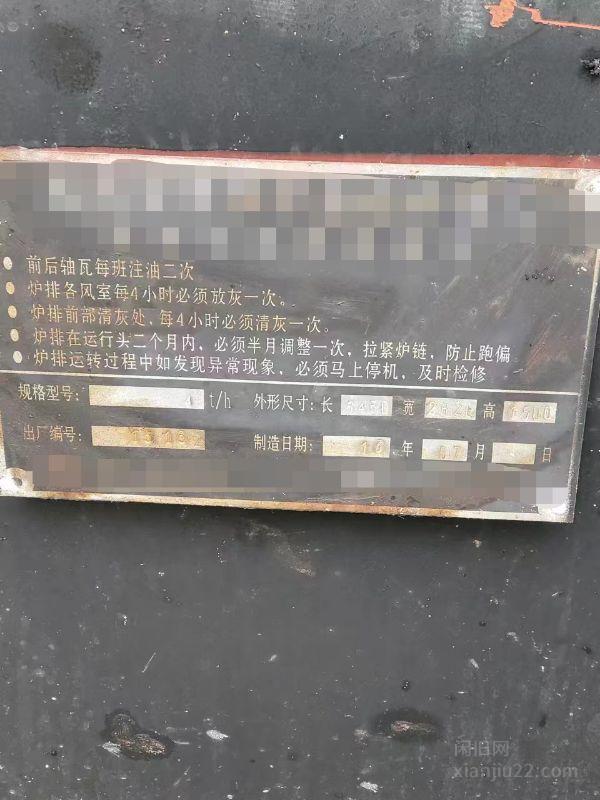 前后轴瓦每班注油二次
炉排各风室每4小时必须放灰一次。
炉排前部清灰处，每4小时必须清灰一次。
炉排在运行头二个月内，必须半月调整一次，拉紧炉链，防止跑偏
炉排运转过程中如发现异常现象，必须马上停机，及时检修
规格型号: 4 t/h 外形尺寸: 长 宽 高
出厂编号: 制造日期: 10 年 07 月 日
闲旧网
xianjiu22.com